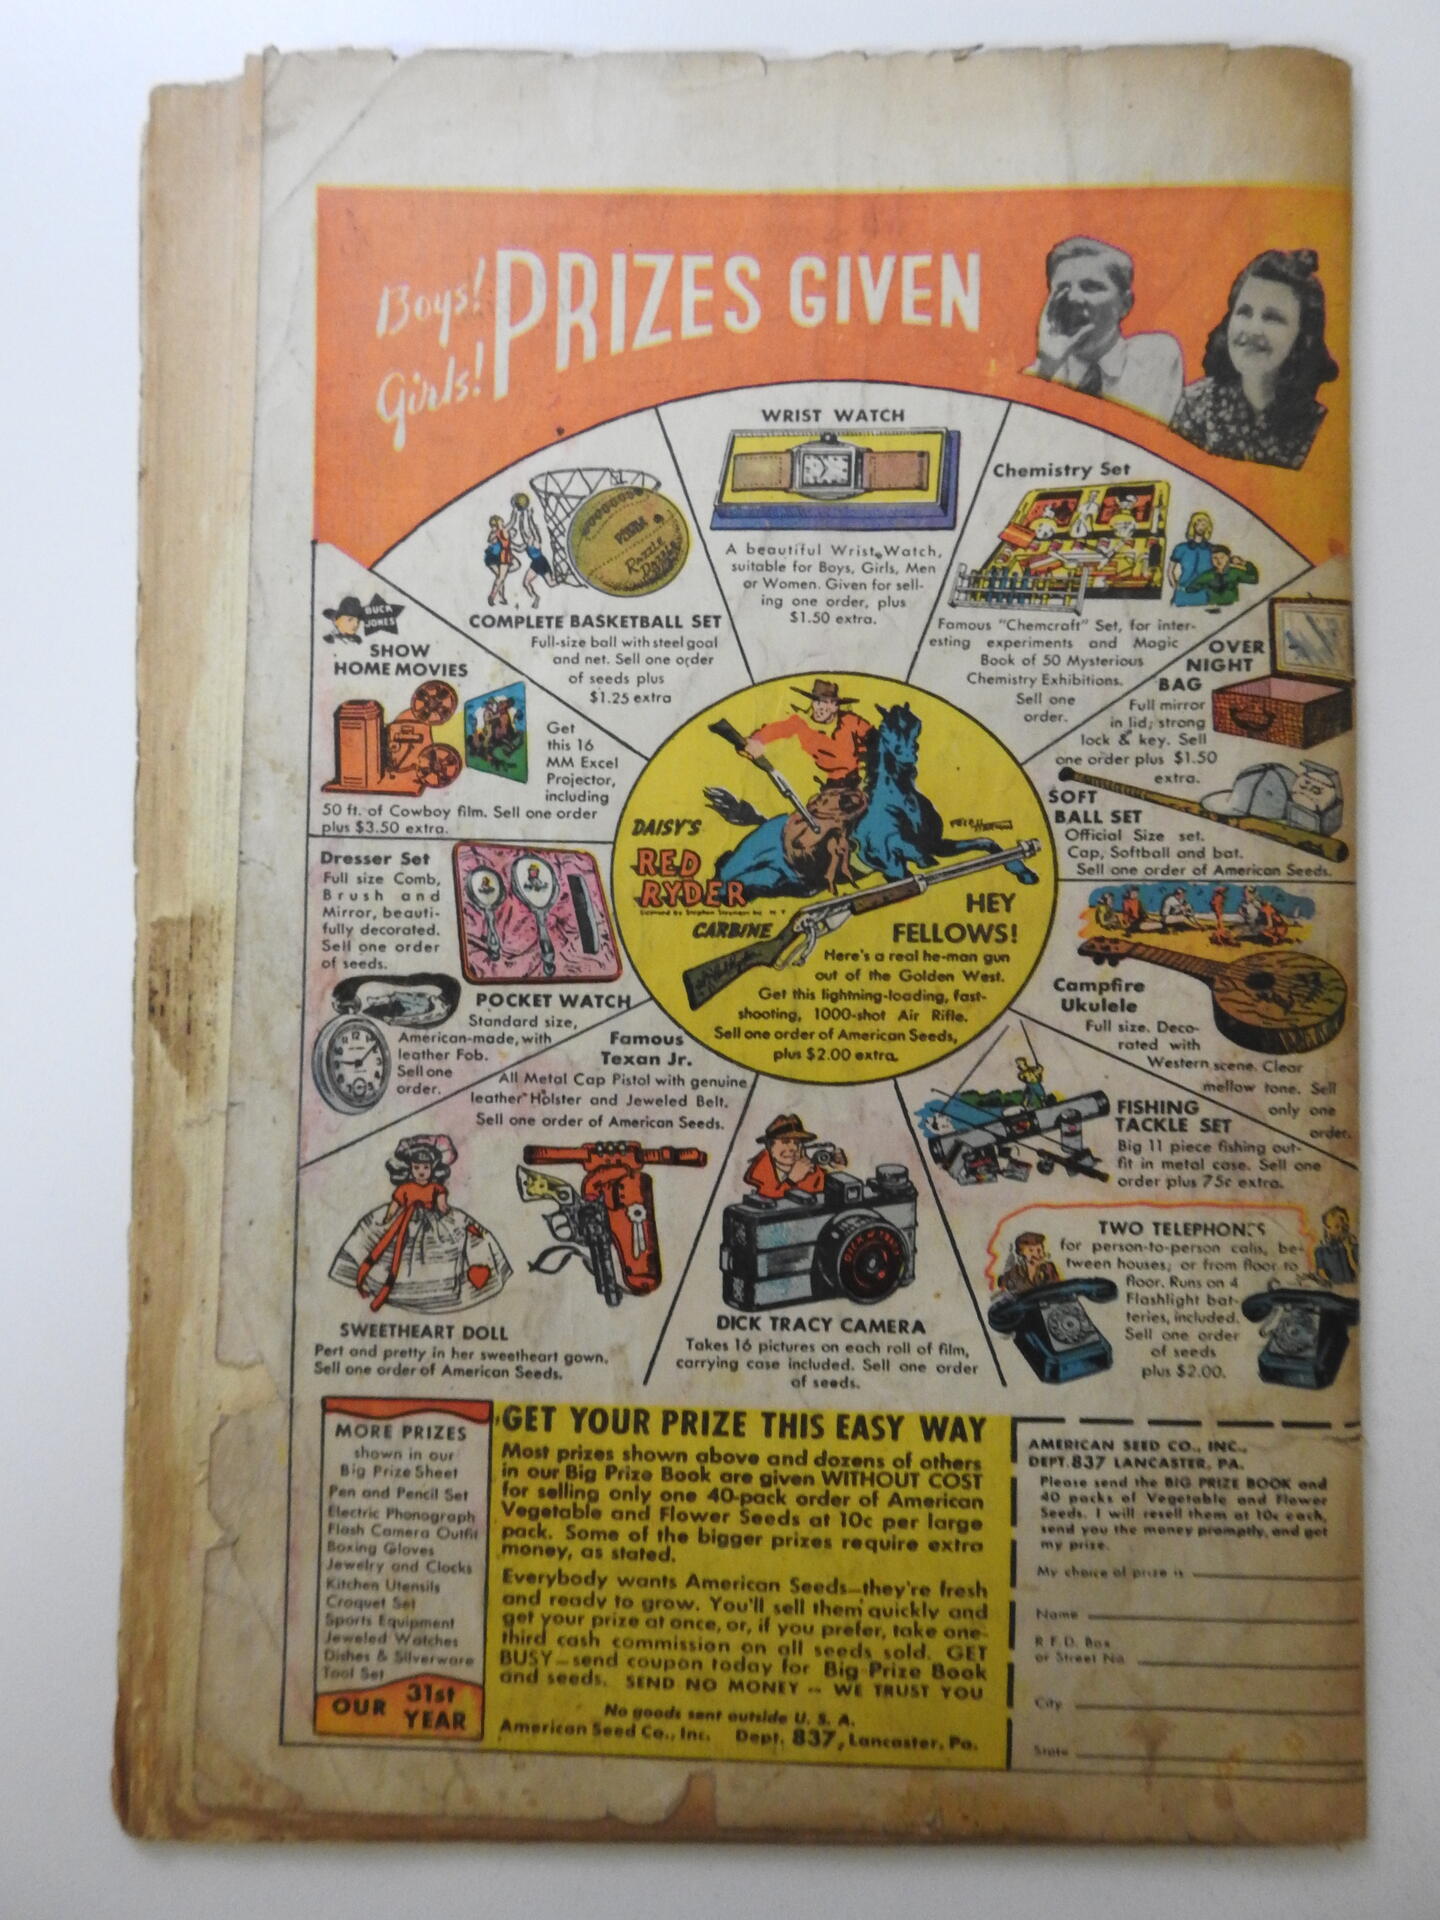 Boys!
Girls!
PRIZES GIVEN
WRIST WATCH
A beautiful Wrist Watch,
suitable for Boys, Girls, Men
or Women. Given for sell-
ing one order, plus
$1.50 extra.
Chemistry Set
Famous "Chemcraft" Set, for inter-
esting experiments and Magic
Book of 50 Mysterious
Chemistry Exhibitions.
Sell one
order.
Razzle
Dazzle
COMPLETE BASKETBALL SET
Full-size ball with steel goal
and net. Sell one order
of seeds plus
$1.25 extra
BUCK
JONES
SHOW
HOME MOVIES
Get
this 16
MM Excel
Projector,
including
50 ft. of Cowboy film. Sell one order
plus $3.50 extra.
OVER
NIGHT
BAG
Full mirror
in lid; strong
lock & key. Sell
one order plus $1.50
extra.
SOFT
BALL SET
Official Size set.
Cap, Softball and bat.
Sell one order of American Seeds.
DAISY'S
RED
RYDER
CARBINE
HEY
FELLOWS!
Here's a real he-man gun
out of the Golden West.
Get this lightning-loading, fast-
shooting, 1000-shot Air Rifle.
Sell one order of American Seeds,
plus $2.00 extra.
Dresser Set
Full size Comb,
Brush and
Mirror, beauti-
fully decorated.
Sell one order
of seeds.
POCKET WATCH
Standard size,
American-made, with
leather Fob.
Sell one
order.
Campfire
Ukulele
Full size. Deco-
rated with
Western scene. Clear
mellow tone. Sell
only one
order.
Famous
Texan Jr.
All Metal Cap Pistol with genuine
leather Holster and Jeweled Belt.
Sell one order of American Seeds.
FISHING
TACKLE SET
Big 11 piece fishing out-
fit in metal case. Sell one
order plus 75c extra.
SWEETHEART DOLL
Pert and pretty in her sweetheart gown.
Sell one order of American Seeds.
DICK TRACY
DICK TRACY CAMERA
Takes 16 pictures on each roll of film,
carrying case included. Sell one order
of seeds.
TWO TELEPHONES
for person-to-person calls, be-
tween houses; or from floor to
floor. Runs on 4
Flashlight bat-
teries, included.
Sell one order
of seeds
plus $2.00.
MORE PRIZES
shown in our
Big Prize Sheet
Pen and Pencil Set
Electric Phonograph
Flash Camera Outfit
Boxing Gloves
Jewelry and Clocks
Kitchen Utensils
Croquet Set
Sports Equipment
Jeweled Watches
Dishes & Silverware
Tool Set
OUR 31st
YEAR
GET YOUR PRIZE THIS EASY WAY
Most prizes shown above and dozens of others
in our Big Prize Book are given WITHOUT COST
for selling only one 40-pack order of American
Vegetable and Flower Seeds at 10c per large
pack. Some of the bigger prizes require extra
money, as stated.
Everybody wants American Seeds—they're fresh
and ready to grow. You'll sell them quickly and
get your prize at once, or, if you prefer, take one-
third cash commission on all seeds sold. GET
BUSY—send coupon today for Big Prize Book
and seeds. SEND NO MONEY -- WE TRUST YOU
No goods sent outside U. S. A.
American Seed Co., Inc. Dept. 837, Lancaster, Pa.
AMERICAN SEED CO., INC.,
DEPT. 837 LANCASTER, PA.
Please send the BIG PRIZE BOOK and
40 packs of Vegetable and Flower
Seeds. I will resell them at 10c each,
send you the money promptly, and get
my prize.
My choice of prize is
Name
R.F.D. Box
or Street No.
City
State